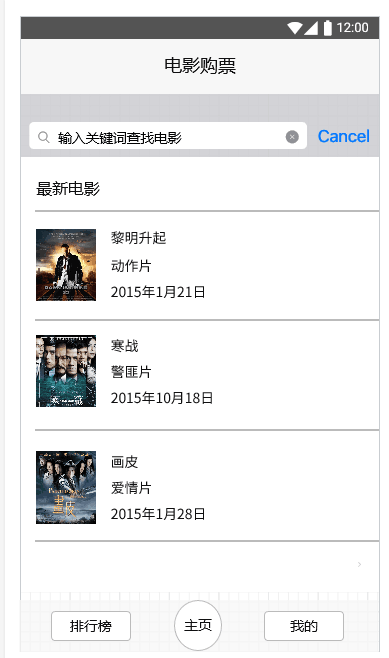 12:00
电影购票
输入关键词查找电影
Cancel
最新电影
黎明升起
动作片
2015年1月21日
寒战
警匪片
2015年10月18日
画皮
爱情片
2015年1月28日
排行榜
主页
我的